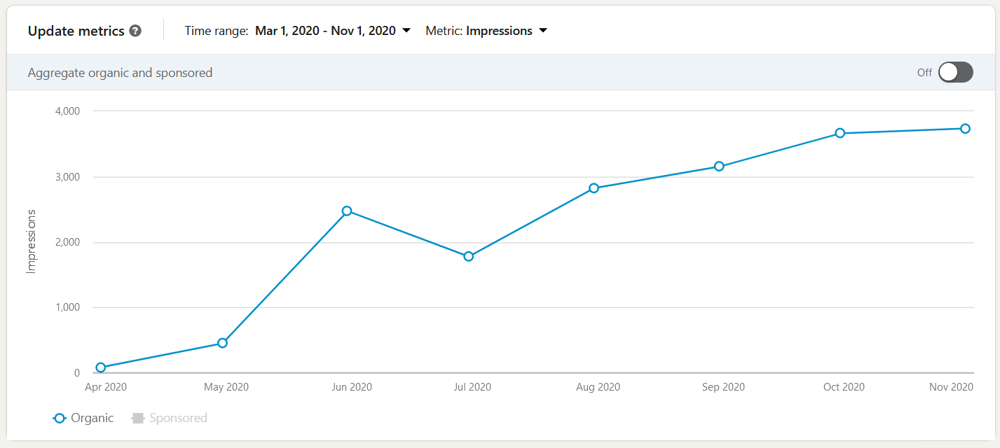 Update metrics ?
Time range: Mar 1, 2020 - Nov 1, 2020 Metric: Impressions
Aggregate organic and sponsored
Off
4,000
3,000
2,000
1,000
0
Impressions
Apr 2020 May 2020 Jun 2020 Jul 2020 Aug 2020 Sep 2020 Oct 2020 Nov 2020
Organic Sponsored